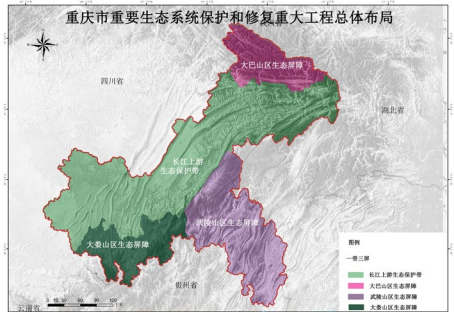 重庆市重要生态系统保护和修复重大工程总体布局
大巴山区生态屏障
四川省
湖北省
长江上游
生态保护带
武陵山区生态屏障
大娄山区生态屏障
贵州省
云南省
图例
一带三屏
长江上游生态保护带
大巴山区生态屏障
武陵山区生态屏障
大娄山区生态屏障